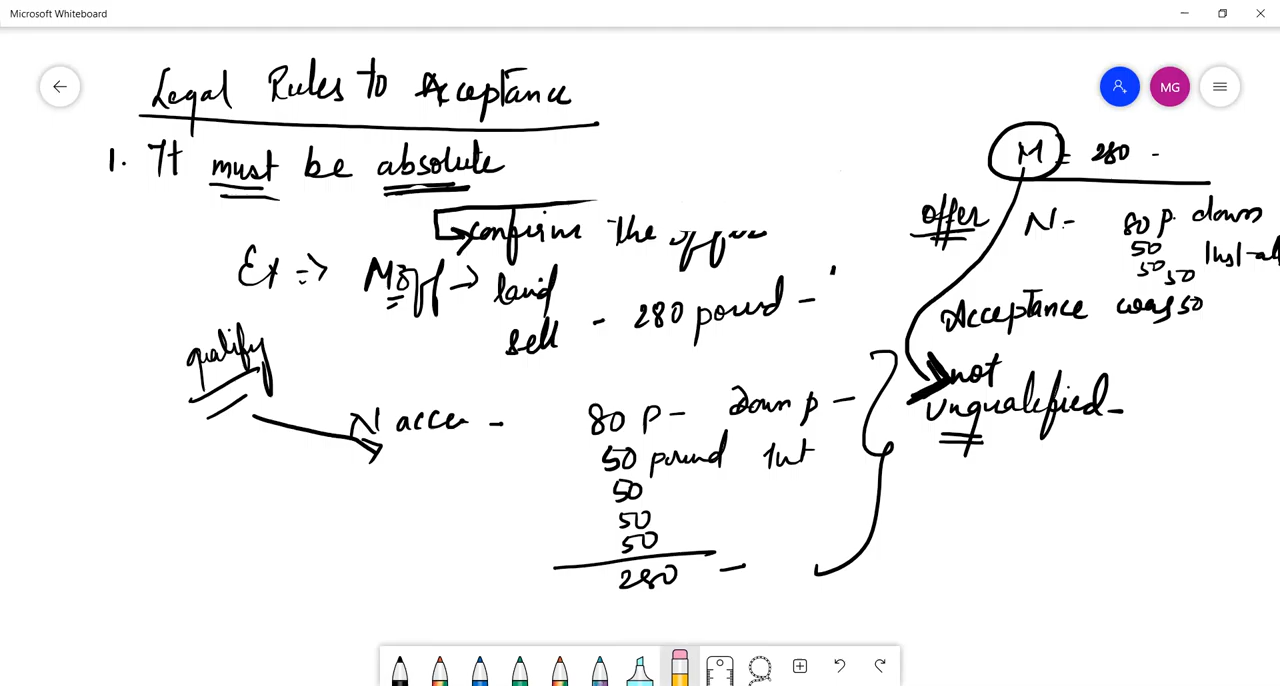 Microsoft Whiteboard
MG
Legal Rules to Acceptance
1. It must be absolute
confirms the
Ex => M off → land
sell - 280 pound -
qualify
N acce -
80 P - Down p -
50 pound Int
50
50
50
280 -
M = 280 -
offer N - 80 p. down
50 Inst-all
50
50
50
Acceptance was
not
unqualified -